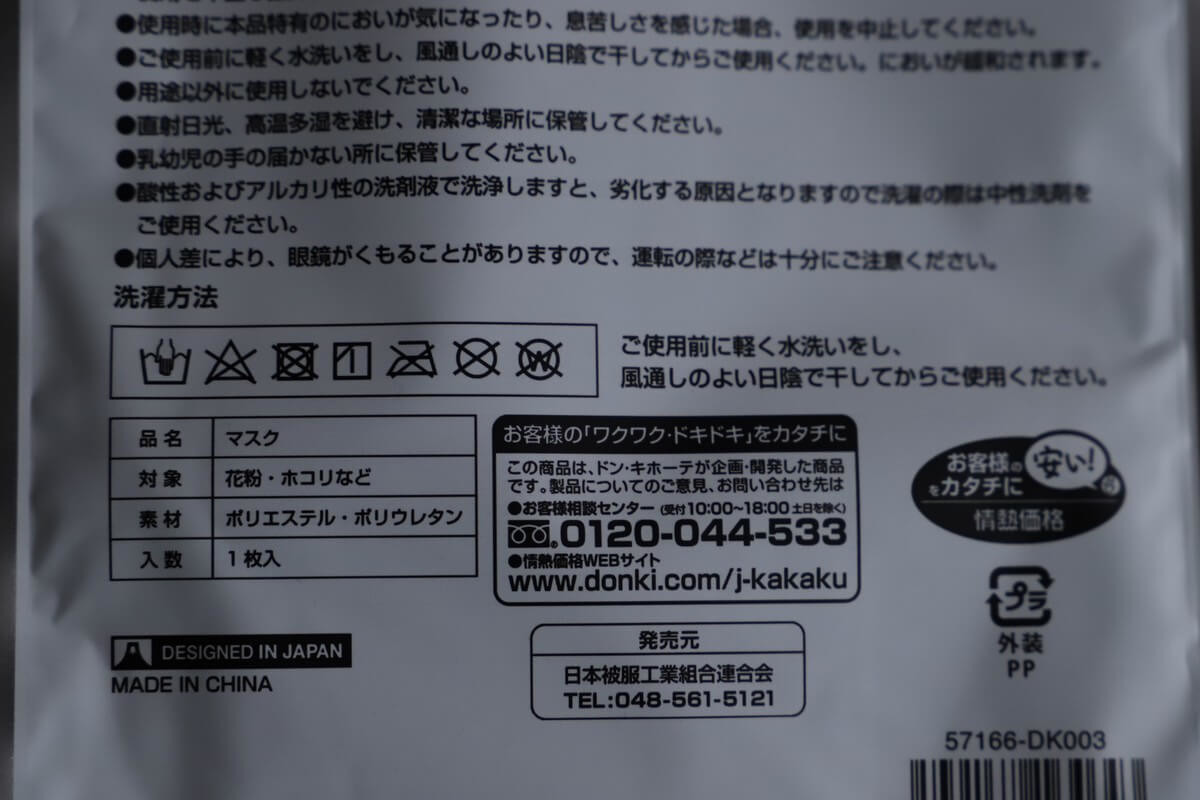 ●使用時に本品特有のにおいが気になったり、息苦しさを感じた場合、使用を中止してください。
●ご使用前に軽く水洗いをし、風通しのよい日陰で干してからご使用ください。においが緩和されます。
●用途以外に使用しないでください。
●直射日光、高温多湿を避け、清潔な場所に保管してください。
●乳幼児の手の届かない所に保管してください。
●酸性およびアルカリ性の洗剤液で洗浄しますと、劣化する原因となりますので洗濯の際は中性洗剤を
ご使用ください。
●個人差により、眼鏡がくもることがありますので、運転の際などは十分にご注意ください。
洗濯方法
W
ご使用前に軽く水洗いをし、
風通しのよい日陰で干してからご使用ください。
品名 マスク
対象 花粉・ホコリなど
素材 ポリエステル・ポリウレタン
入数 1枚入
お客様の「ワクワク・ドキドキ」をカタチに
この商品は、ドン・キホーテが企画・開発した商品
です。製品についてのご意見、お問い合わせ先は
●お客様相談センター (受付10:00~18:00 土日を除く)
0120-044-533
●情熱価格WEBサイト
www.donki.com/j-kakaku
お客様の 安い!
をカタチに
情熱価格
プラ
外装
PP
DESIGNED IN JAPAN
MADE IN CHINA
発売元
日本被服工業組合連合会
TEL:048-561-5121
57166-DK003